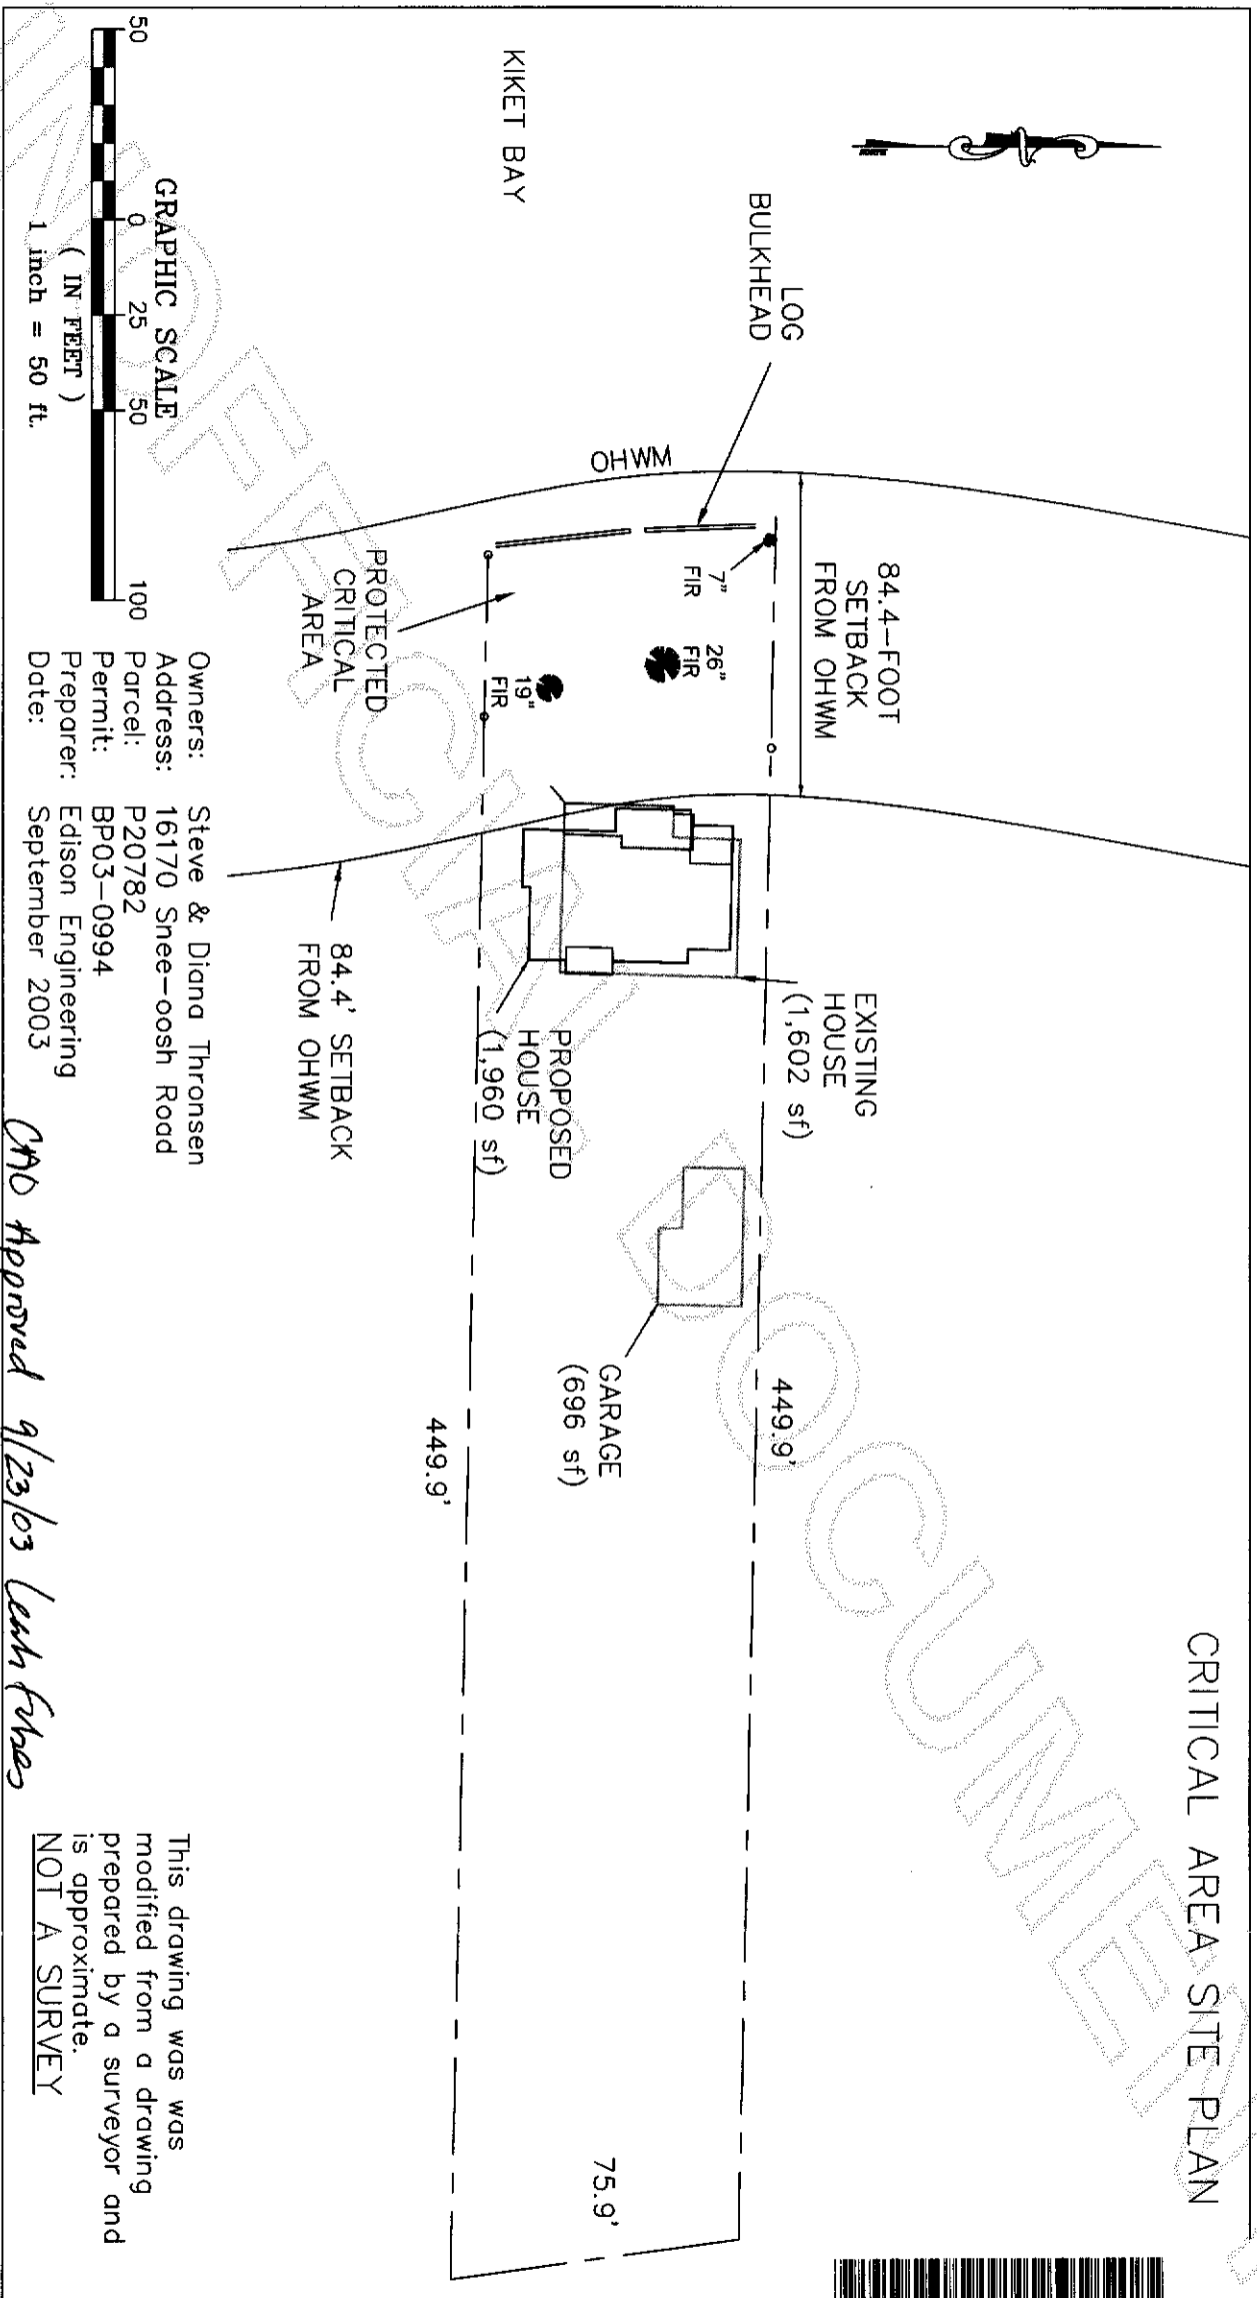 CRITICAL AREA SITE PLAN
KIKET BAY
LOG
BULKHEAD
OHWM
84.4-FOOT
SETBACK
FROM OHWM
7"
FIR
26"
FIR
19"
FIR
PROTECTED
CRITICAL
AREA
EXISTING
HOUSE
(1,602 sf)
PROPOSED
HOUSE
(1,960 sf)
84.4' SETBACK
FROM OHWM
GARAGE
(696 sf)
449.9'
449.9'
75.9'
GRAPHIC SCALE
50 0 25 50 100
( IN FEET )
1 inch = 50 ft.
Owners: Steve & Diana Thronsen
Address: 16170 Snee-oosh Road
Parcel: P20782
Permit: BP03-0994
Preparer: Edison Engineering
Date: September 2003
CAO Approved 9/23/03 Leah Forbes
This drawing was was
modified from a drawing
prepared by a surveyor and
is approximate.
NOT A SURVEY
UNOFFICIAL DOCUMENT